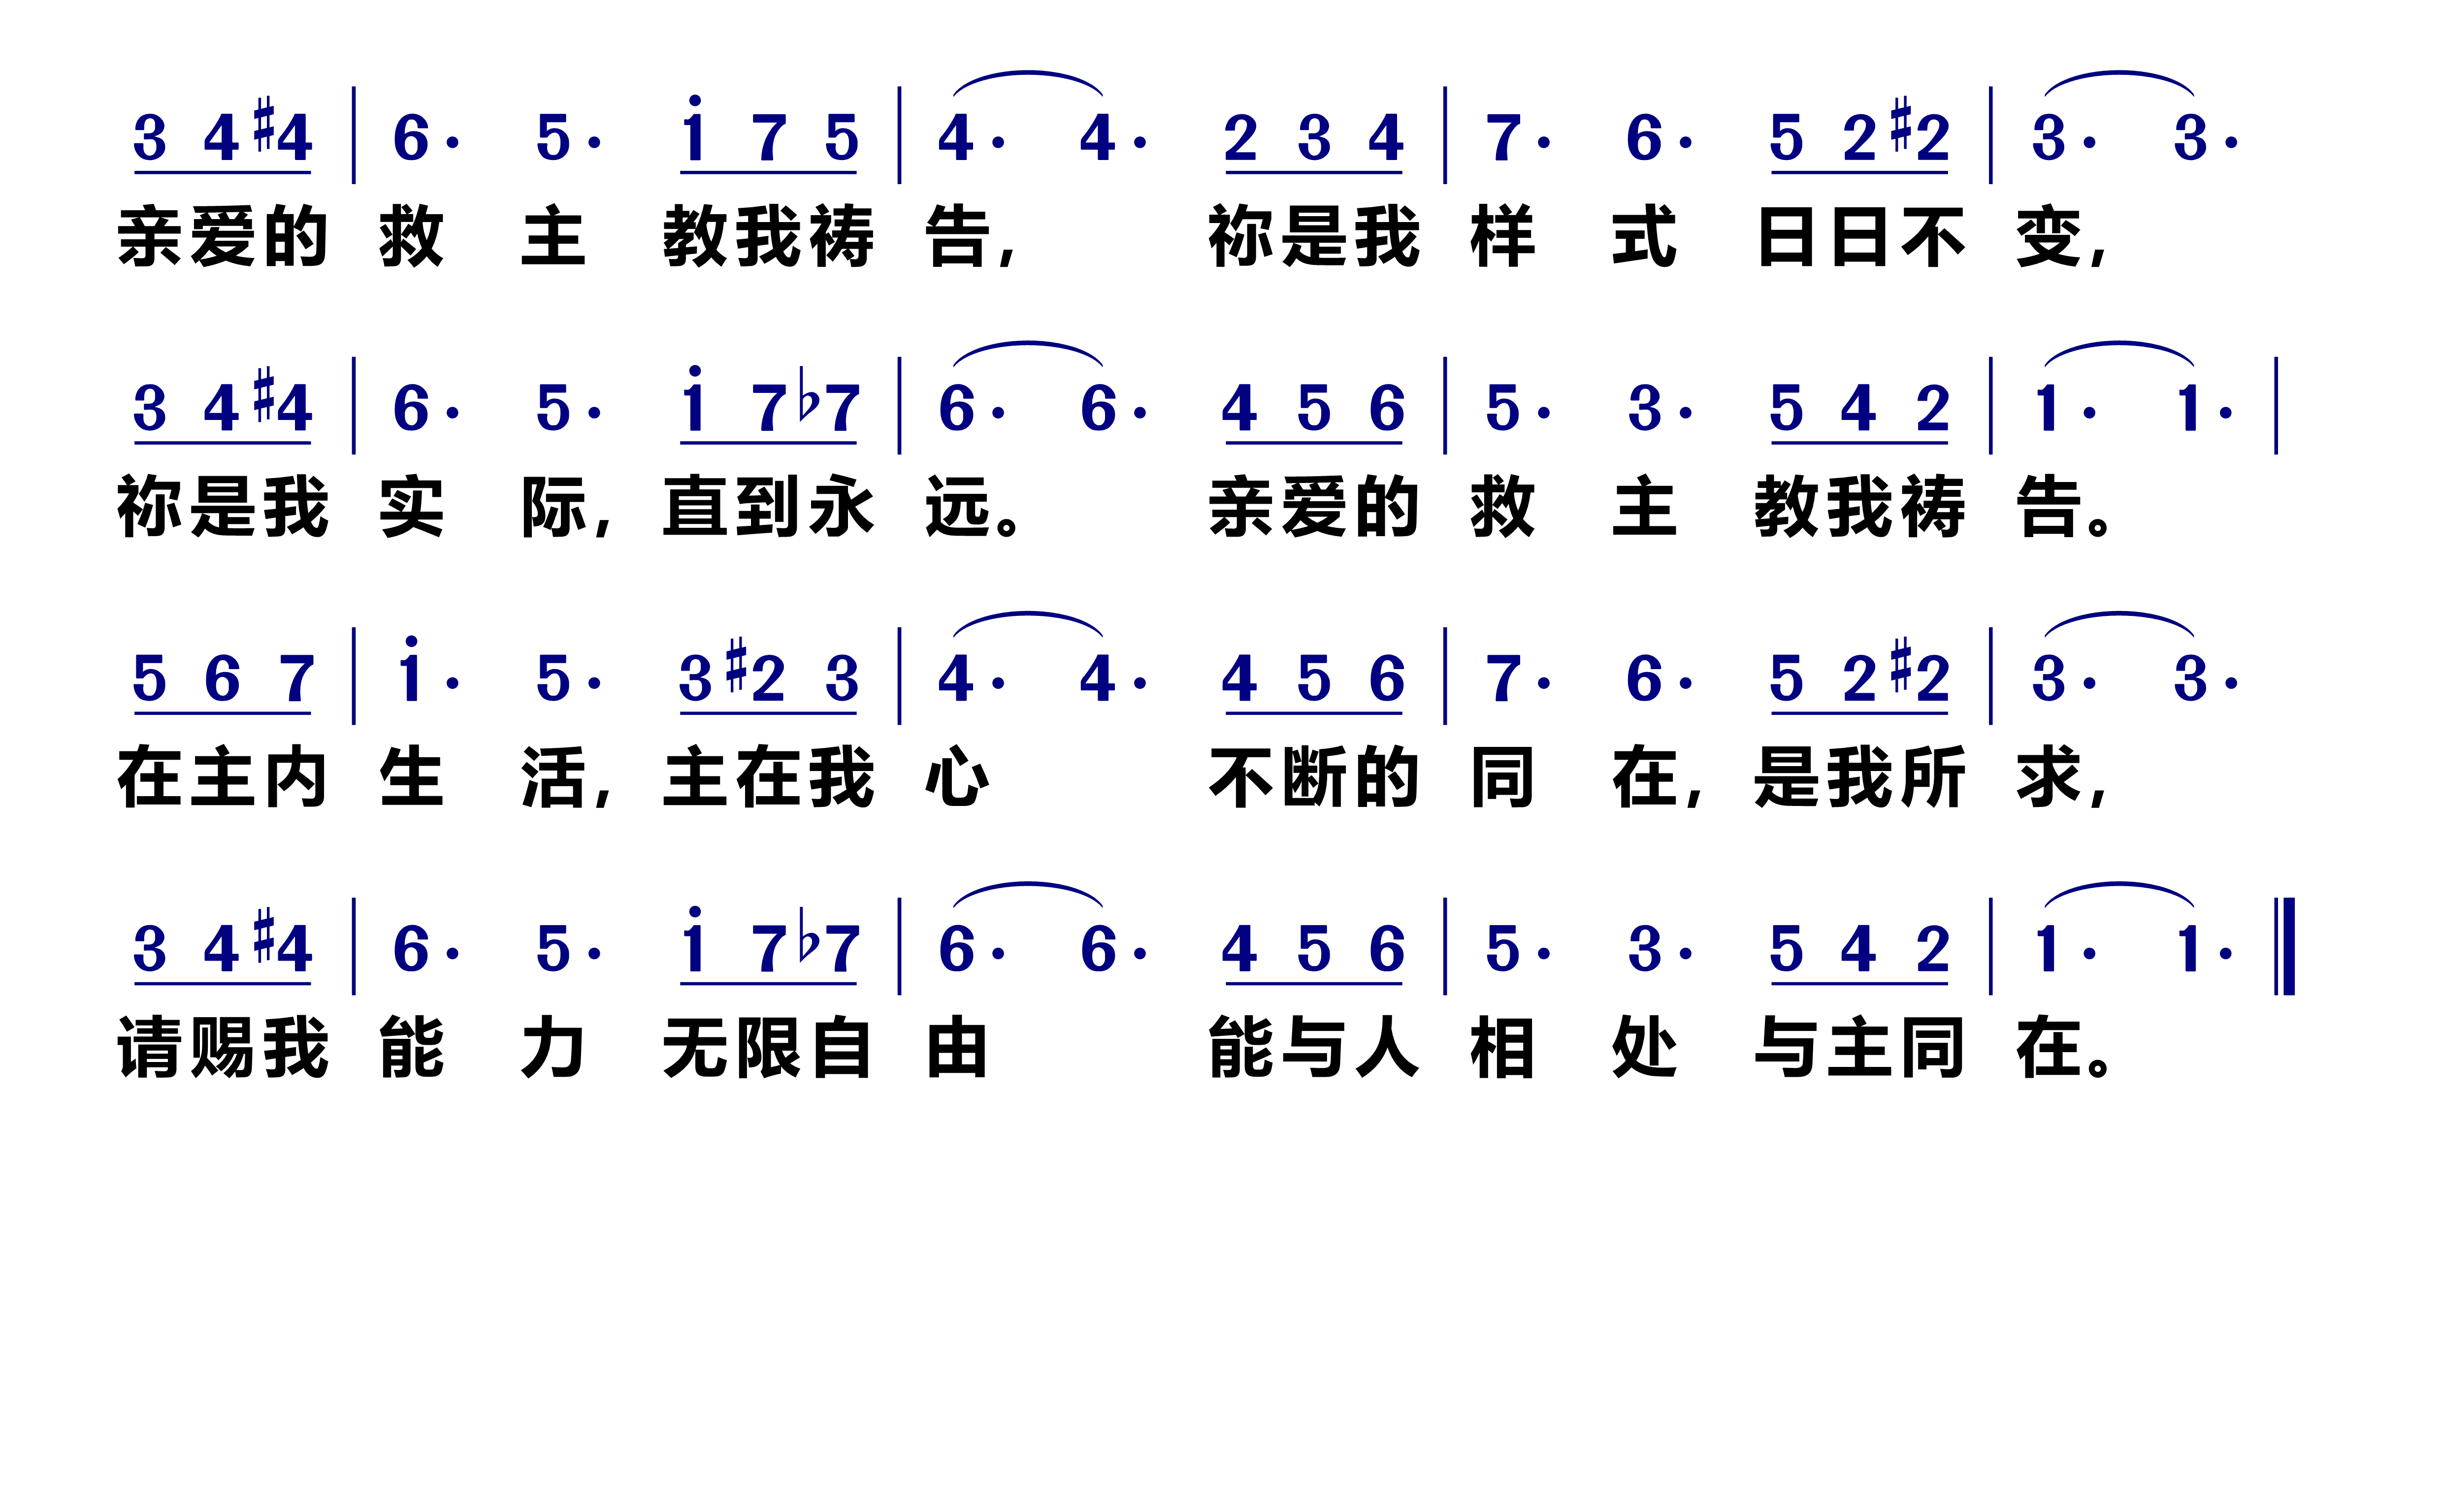 3 4 #4 | 6· 5· i 7 5 | 4· 4· 2 3 4 | 7· 6· 5 2 #2 | 3· 3·
亲爱的 救 主 教我祷 告, 祢是我 样 式 日日不 变,
3 4 #4 | 6· 5· i 7 ♭7 | 6· 6· 4 5 6 | 5· 3· 5 4 2 | 1· 1· |
祢是我 实 际, 直到永 远。 亲爱的 救 主 教我祷 告。
5 6 7 | i· 5· 3 #2 3 | 4· 4· 4 5 6 | 7· 6· 5 2 #2 | 3· 3·
在主内 生 活, 主在我 心 不断的 同 在, 是我所 求,
3 4 #4 | 6· 5· i 7 ♭7 | 6· 6· 4 5 6 | 5· 3· 5 4 2 | 1· 1· ‖
请赐我 能 力 无限自 由 能与人 相 处 与主同 在。